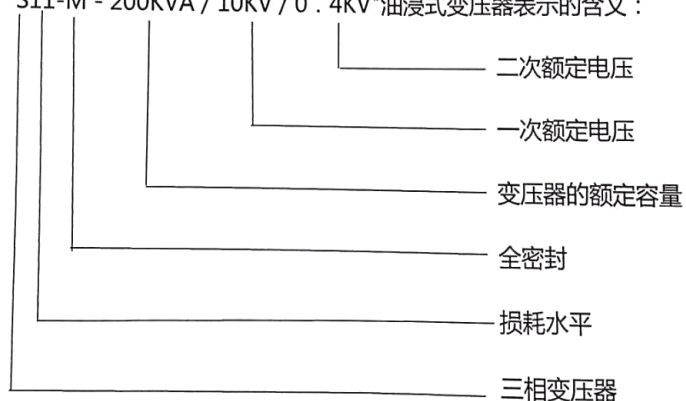 S11-M - 200KVA / 10KV / 0．4KV"油浸式变压器表示的含义：
二次额定电压
一次额定电压
变压器的额定容量
全密封
损耗水平
三相变压器